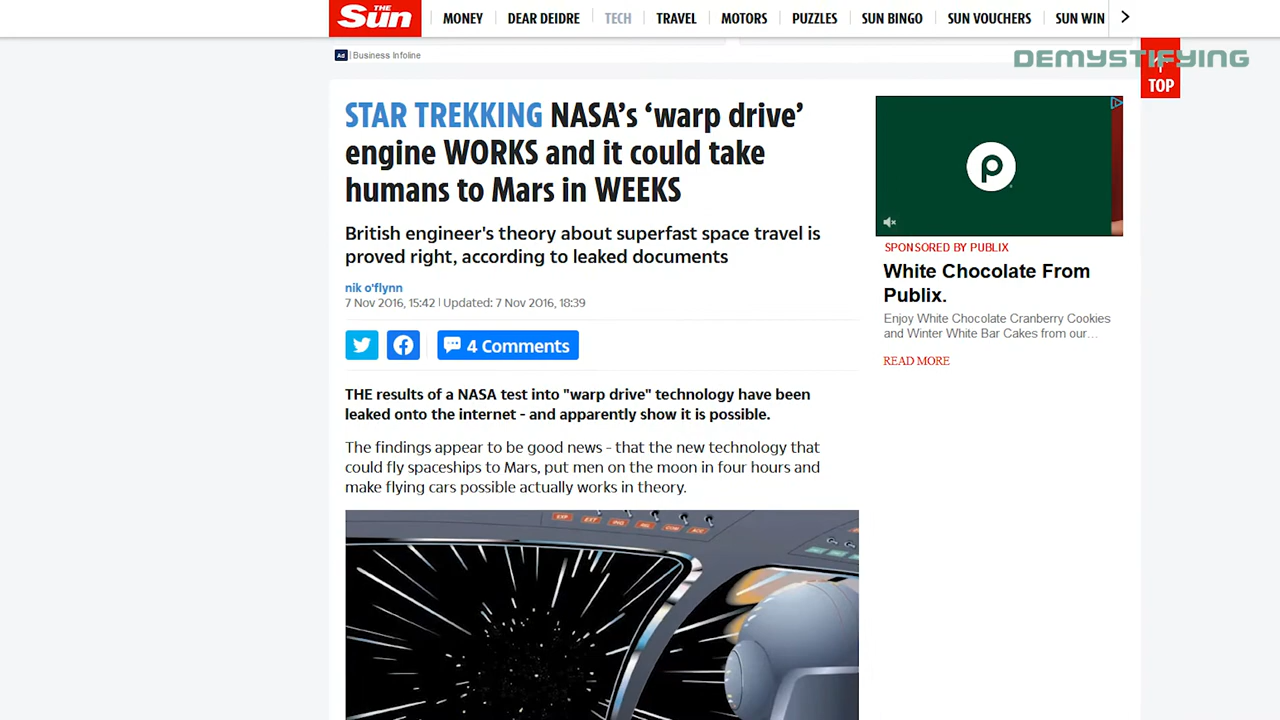 THE
Sun
MONEY
DEAR DEIDRE
TECH
TRAVEL
MOTORS
PUZZLES
SUN BINGO
SUN VOUCHERS
SUN WIN
Ad
Business Infoline
DEMYSTIFYING
TOP
STAR TREKKING NASA’s ‘warp drive’
engine WORKS and it could take
humans to Mars in WEEKS
British engineer's theory about superfast space travel is
proved right, according to leaked documents
nik o'flynn
7 Nov 2016, 15:42 | Updated: 7 Nov 2016, 18:39
4 Comments
THE results of a NASA test into "warp drive" technology have been
leaked onto the internet - and apparently show it is possible.
The findings appear to be good news - that the new technology that
could fly spaceships to Mars, put men on the moon in four hours and
make flying cars possible actually works in theory.
p
SPONSORED BY PUBLIX
White Chocolate From
Publix.
Enjoy White Chocolate Cranberry Cookies
and Winter White Bar Cakes from our…
READ MORE